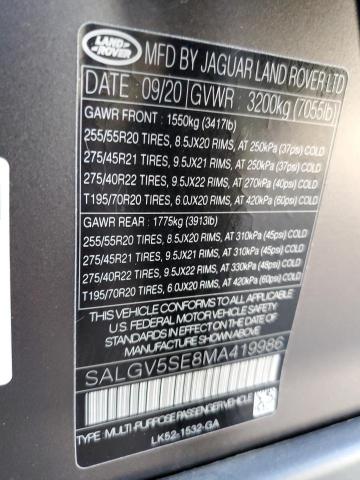 LAND
ROVER
MFD BY JAGUAR LAND ROVER LTD
DATE: 09/20 GVWR : 3200kg (7055lb)
GAWR FRONT : 1550kg (3417lb)
255/55R20 TIRES, 8.5JX20 RIMS, AT 250kPa (37psi) COLD
275/45R21 TIRES, 9.5JX21 RIMS, AT 250kPa (37psi) COLD
275/40R22 TIRES, 9.5JX22 RIMS, AT 270kPa (40psi) COLD
T195/70R20 TIRES, 6.0JX20 RIMS, AT 420kPa (60psi) COLD
GAWR REAR : 1775kg (3913lb)
255/55R20 TIRES, 8.5JX20 RIMS, AT 310kPa (45psi) COLD
275/45R21 TIRES, 9.5JX21 RIMS, AT 310kPa (45psi) COLD
275/40R22 TIRES, 9.5JX22 RIMS, AT 330kPa (48psi) COLD
T195/70R20 TIRES, 6.0JX20 RIMS, AT 420kPa (60psi) COLD
THIS VEHICLE CONFORMS TO ALL APPLICABLE
FEDERAL MOTOR VEHICLE SAFETY
STANDARDS IN EFFECT ON THE DATE OF
MANUFACTURE SHOWN ABOVE
SALGV5SE8MA419986
MULTI-PURPOSE PASSENGER VEHICLE
LK52-1532-GA